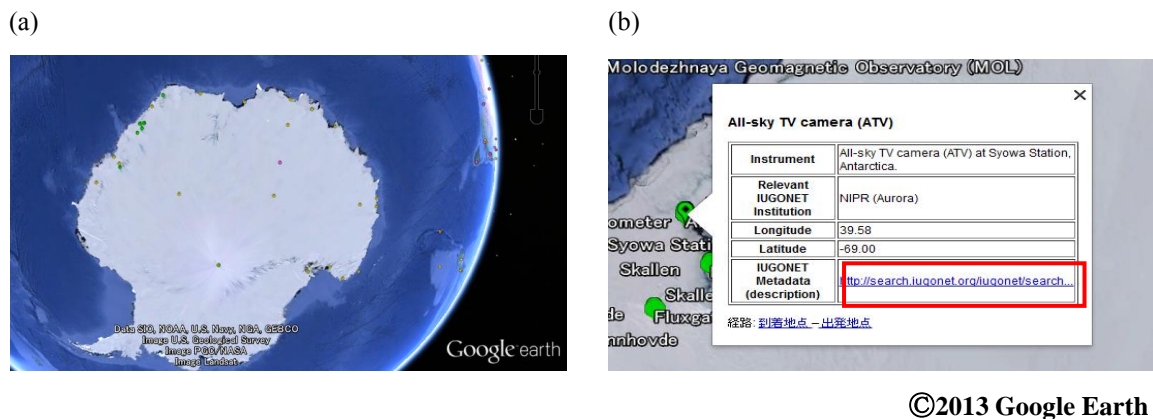 (a)
(b)
Data SIO, NOAA, U.S. Navy, NGA, GEBCO
Image U.S. Geological Survey
Image PGC/NASA
Image Landsat
Google earth
Molodezhnaya Geomagnetic Observatory (MOL)
All-sky TV camera (ATV)
Instrument
All-sky TV camera (ATV) at Syowa Station,
Antarctica.
Relevant
IUGONET
Institution
NIPR (Aurora)
Longitude
39.58
Latitude
-69.00
IUGONET
Metadata
(description)
http://search.iugonet.org/iugonet/search...
経路: 到着地点 – 出発地点
ometer A
Syowa Stati
Skallen
Skalle
de Fluxga
nnhovde
©2013 Google Earth